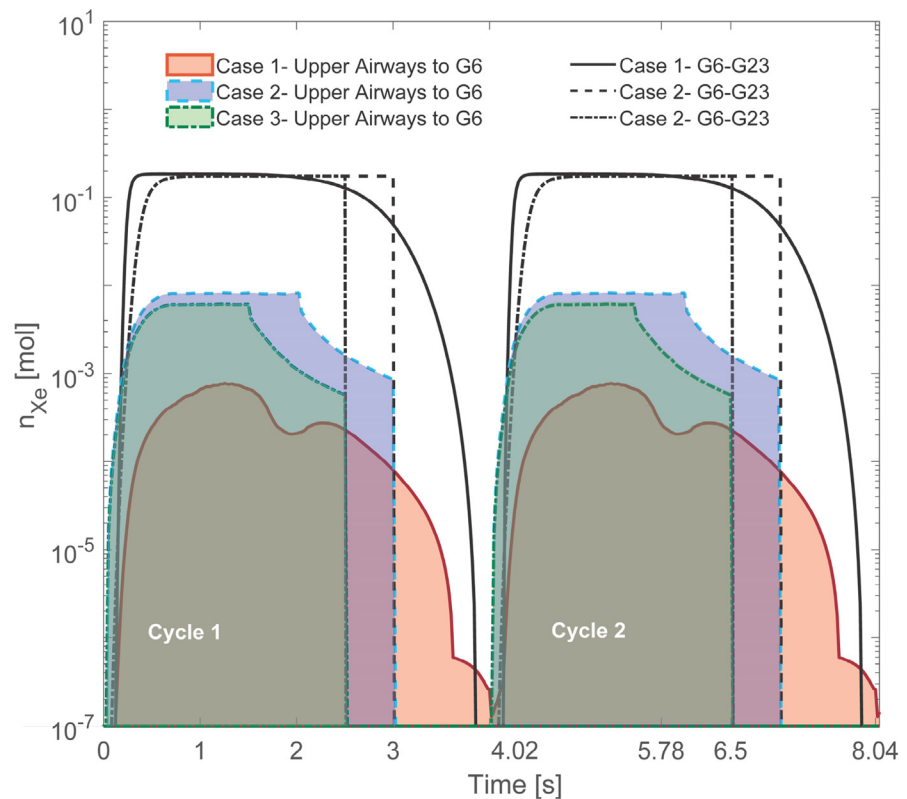 10^1
10^-1
10^-3
10^-5
10^-7
n_Xe [mol]
Case 1- Upper Airways to G6
Case 2- Upper Airways to G6
Case 3- Upper Airways to G6
Case 1- G6-G23
Case 2- G6-G23
Case 2- G6-G23
Cycle 1
Cycle 2
0 1 2 3 4.02 5.78 6.5 8.04
Time [s]